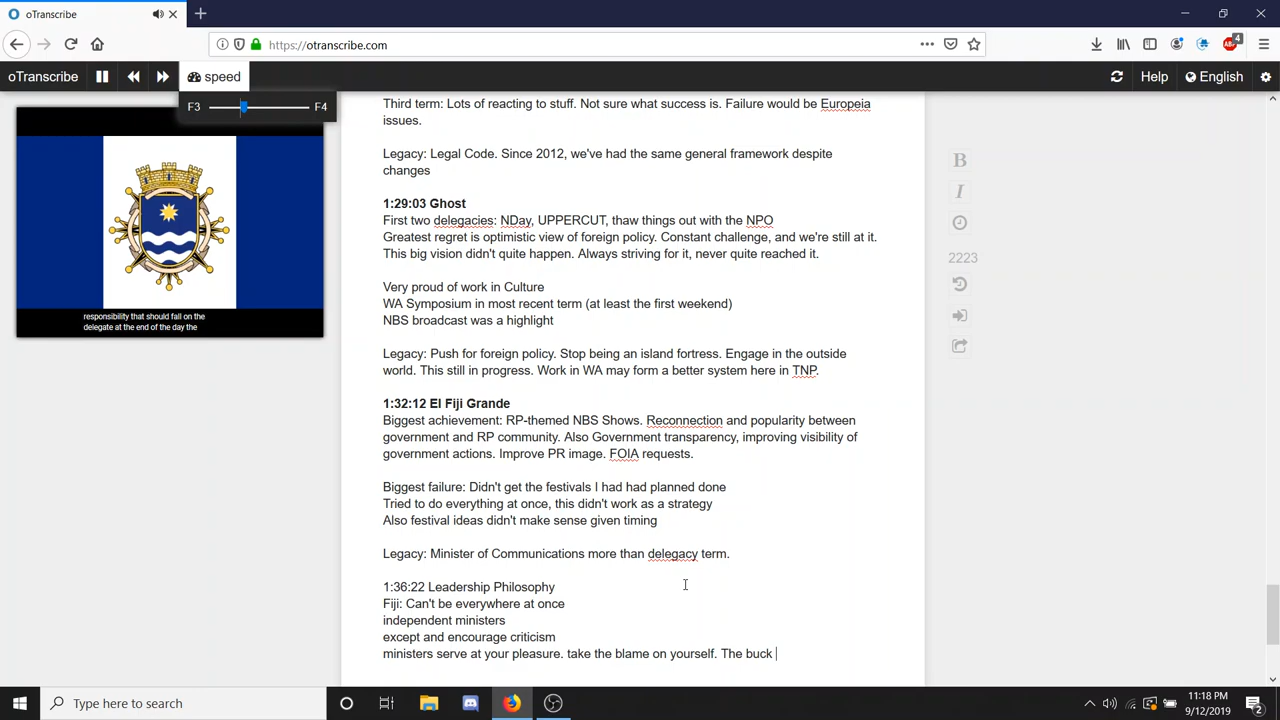 oTranscribe
https://otranscribe.com
4
oTranscribe
speed
Help
English
F3
F4
responsibility that should fall on the
delegate at the end of the day the
Third term: Lots of reacting to stuff. Not sure what success is. Failure would be Europeia
issues.
Legacy: Legal Code. Since 2012, we've had the same general framework despite
changes
1:29:03 Ghost
First two delegacies: NDay, UPPERCUT, thaw things out with the NPO
Greatest regret is optimistic view of foreign policy. Constant challenge, and we're still at it.
This big vision didn't quite happen. Always striving for it, never quite reached it.
Very proud of work in Culture
WA Symposium in most recent term (at least the first weekend)
NBS broadcast was a highlight
Legacy: Push for foreign policy. Stop being an island fortress. Engage in the outside
world. This still in progress. Work in WA may form a better system here in TNP.
1:32:12 El Fiji Grande
Biggest achievement: RP-themed NBS Shows. Reconnection and popularity between
government and RP community. Also Government transparency, improving visibility of
government actions. Improve PR image. FOIA requests.
Biggest failure: Didn't get the festivals I had had planned done
Tried to do everything at once, this didn't work as a strategy
Also festival ideas didn't make sense given timing
Legacy: Minister of Communications more than delegacy term.
1:36:22 Leadership Philosophy
Fiji: Can't be everywhere at once
independent ministers
except and encourage criticism
ministers serve at your pleasure. take the blame on yourself. The buck
B
I
2223
Type here to search
11:18 PM
9/12/2019
2